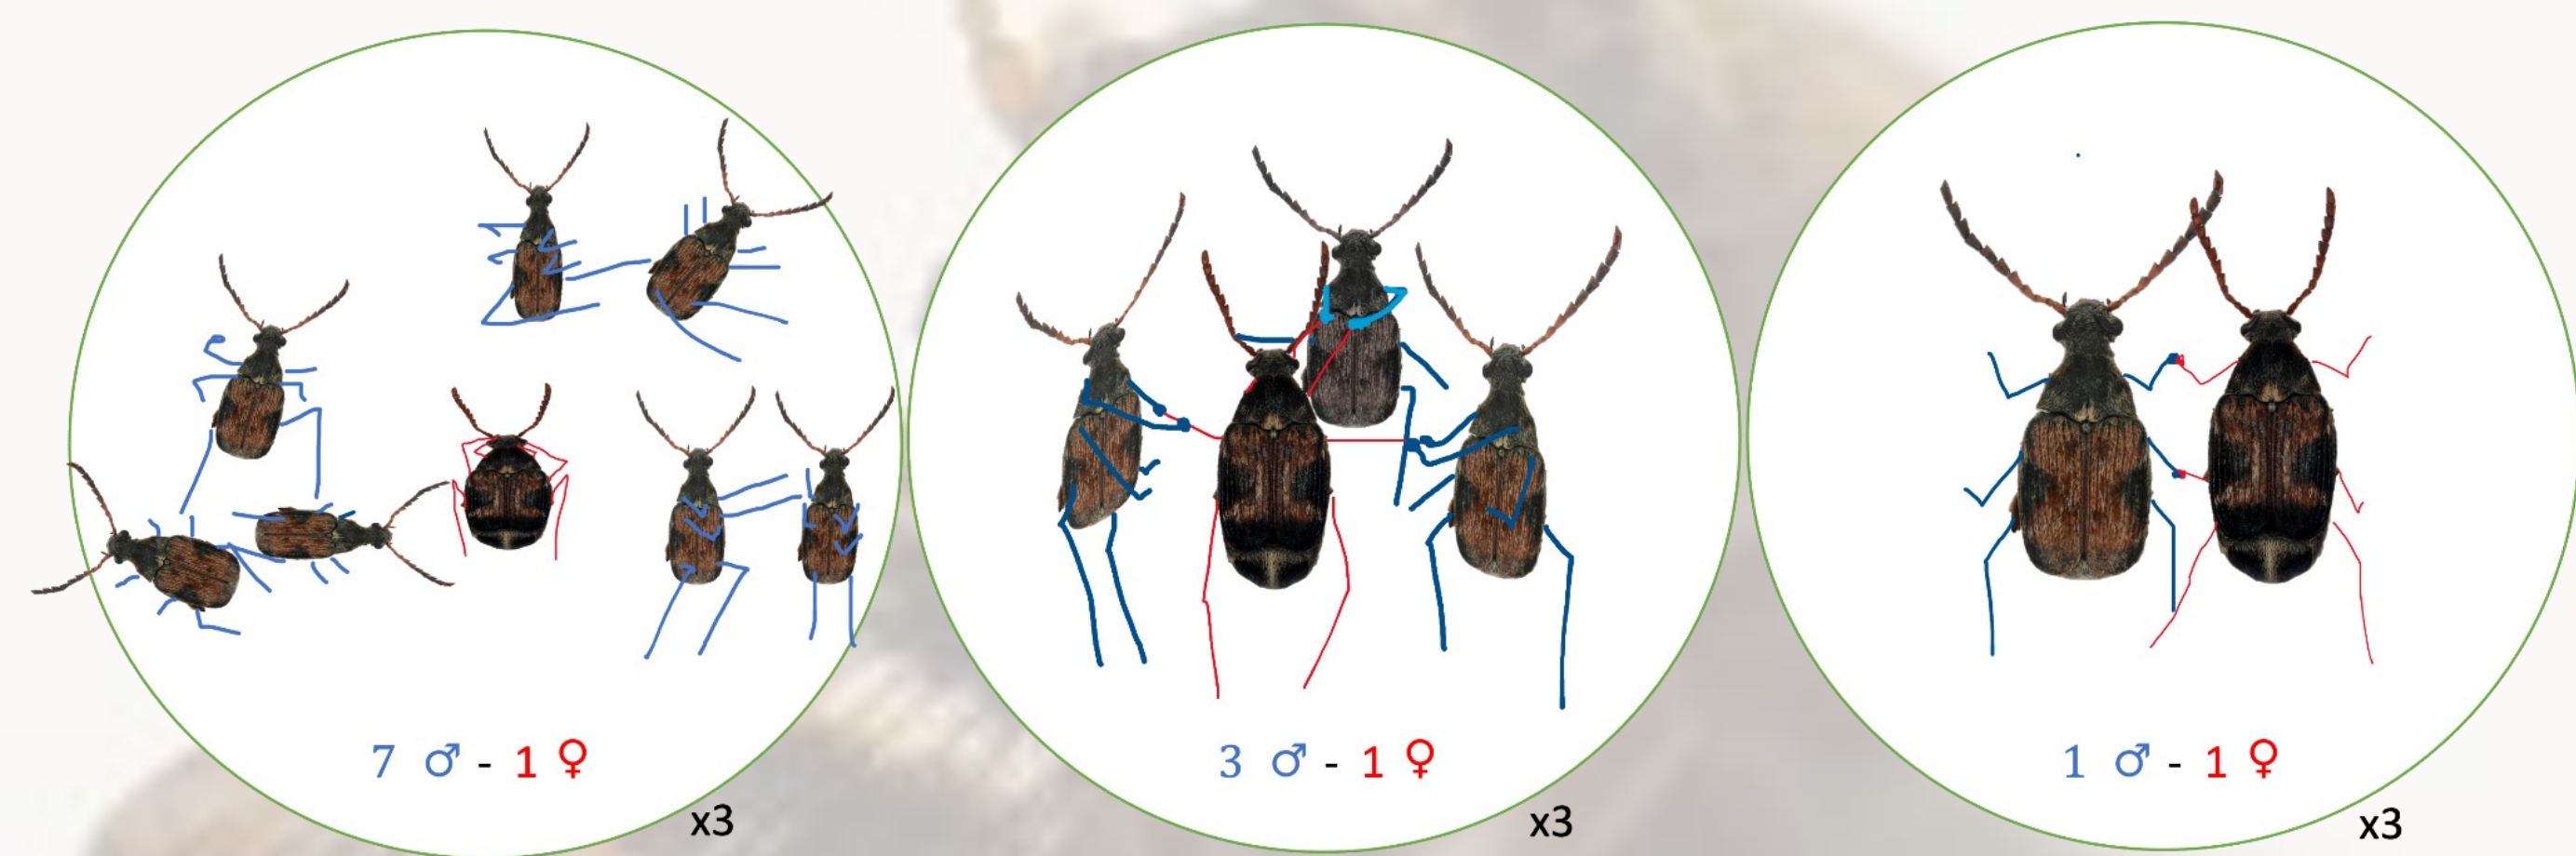 7 ♂ - 1 ♀
x3
3 ♂ - 1 ♀
x3
1 ♂ - 1 ♀
x3